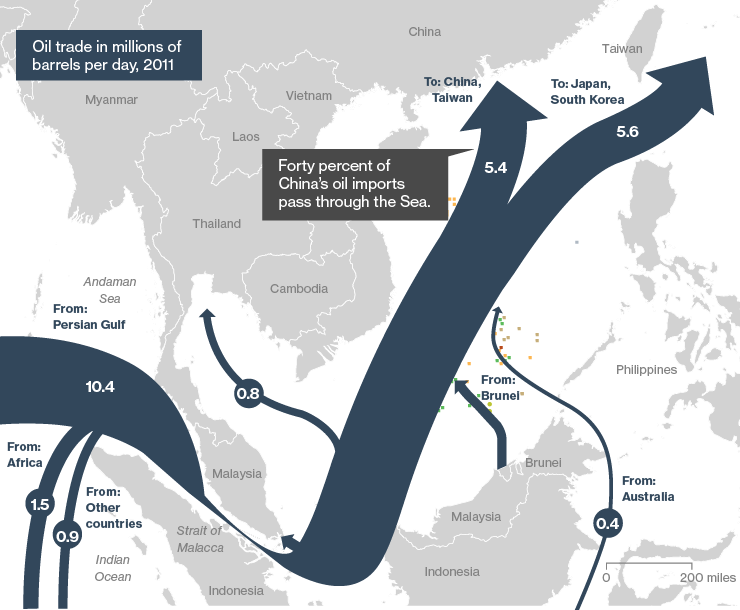 Oil trade in millions of
barrels per day, 2011
China
Taiwan
To: China,
Taiwan
To: Japan,
South Korea
Myanmar
Vietnam
Laos
5.6
5.4
Forty percent of
China's oil imports
pass through the Sea.
Thailand
Andaman
Sea
Cambodia
From:
Persian Gulf
10.4
0.8
From:
Brunei
Philippines
From:
Africa
1.5
From:
Other
countries
0.9
Malaysia
Brunei
From:
Australia
0.4
Strait of
Malacca
Malaysia
Indian
Ocean
Indonesia
Indonesia
0
200 miles